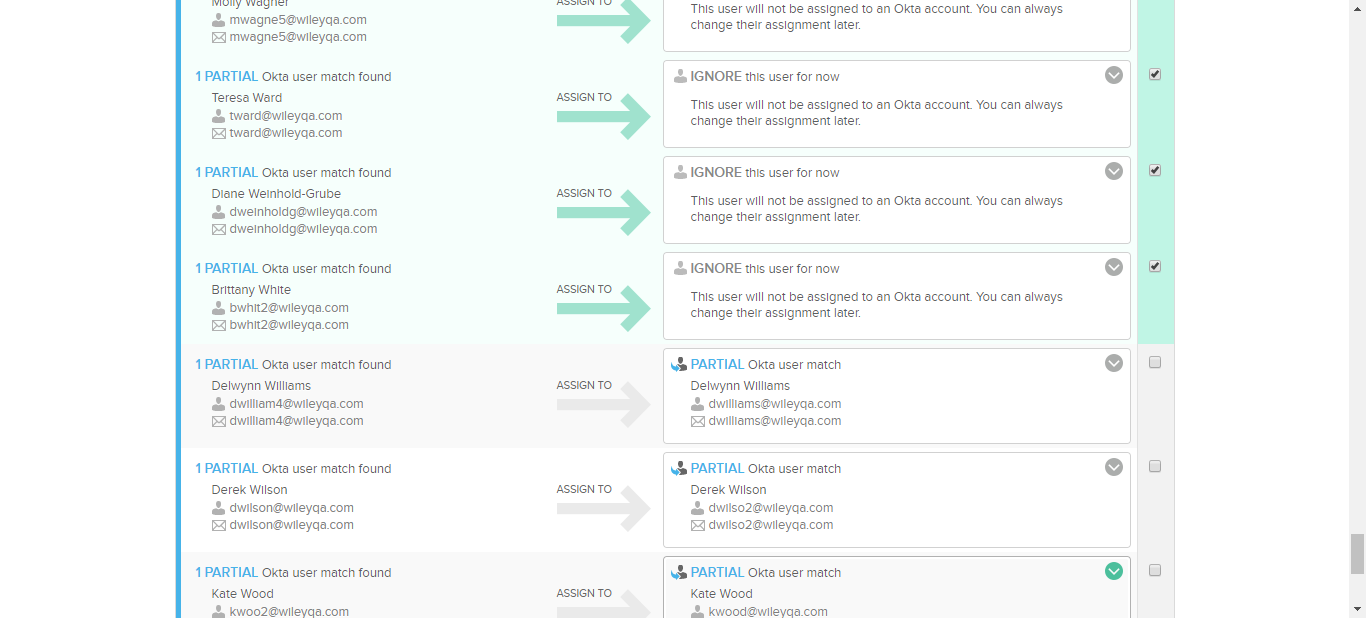 Molly Wagner
mwagne5@wileyqa.com
mwagne5@wileyqa.com
ASSIGN TO
This user will not be assigned to an Okta account. You can always
change their assignment later.
1 PARTIAL Okta user match found
Teresa Ward
tward@wileyqa.com
tward@wileyqa.com
ASSIGN TO
IGNORE this user for now
This user will not be assigned to an Okta account. You can always
change their assignment later.
1 PARTIAL Okta user match found
Diane Weinhold-Grube
dweinholdg@wileyqa.com
dweinholdg@wileyqa.com
ASSIGN TO
IGNORE this user for now
This user will not be assigned to an Okta account. You can always
change their assignment later.
1 PARTIAL Okta user match found
Brittany White
bwhit2@wileyqa.com
bwhit2@wileyqa.com
ASSIGN TO
IGNORE this user for now
This user will not be assigned to an Okta account. You can always
change their assignment later.
1 PARTIAL Okta user match found
Delwynn Williams
dwilliam4@wileyqa.com
dwilliam4@wileyqa.com
ASSIGN TO
PARTIAL Okta user match
Delwynn Williams
dwilliams@wileyqa.com
dwilliams@wileyqa.com
1 PARTIAL Okta user match found
Derek Wilson
dwilson@wileyqa.com
dwilson@wileyqa.com
ASSIGN TO
PARTIAL Okta user match
Derek Wilson
dwilso2@wileyqa.com
dwilso2@wileyqa.com
1 PARTIAL Okta user match found
Kate Wood
kwoo2@wileyqa.com
ASSIGN TO
PARTIAL Okta user match
Kate Wood
kwood@wileyqa.com